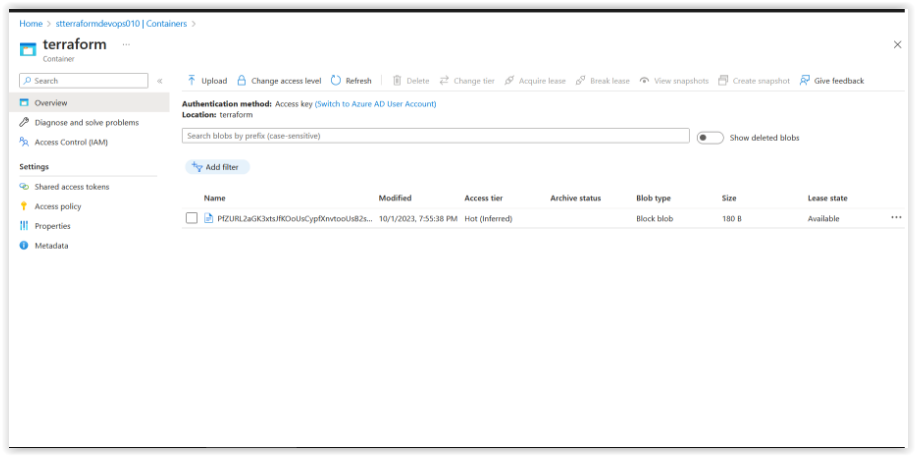 Home > stterraformdevops010 | Containers >
terraform ...
Container
Search
«
Upload Change access level Refresh Delete Change tier Acquire lease Break lease View snapshots Create snapshot Give feedback
Overview
Diagnose and solve problems
Access Control (IAM)
Settings
Shared access tokens
Access policy
Properties
Metadata
Authentication method: Access key (Switch to Azure AD User Account)
Location: terraform
Search blobs by prefix (case-sensitive)
Show deleted blobs
Add filter
Name Modified Access tier Archive status Blob type Size Lease state
10/1/2023, 7:55:38 PM Hot (Inferred) Block blob 180 B Available ...